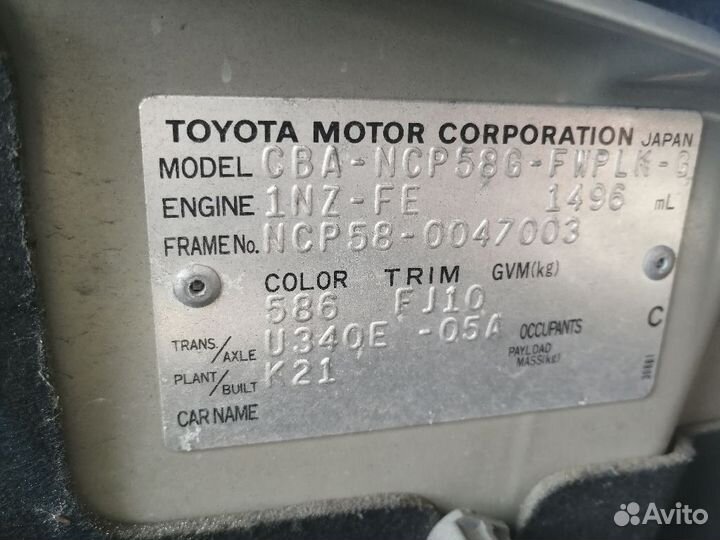 TOYOTA MOTOR CORPORATION JAPAN
MODEL CBA-NCP58G-FWPLK-G
ENGINE 1NZ-FE 1496 mL
FRAME No. NCP58-0047003
COLOR TRIM GVM(kg)
586 FJ10
TRANS./AXLE U340E -05A OCCUPANTS C
PAYLOAD MASS(kg)
PLANT/BUILT K21
CAR NAME
Avito